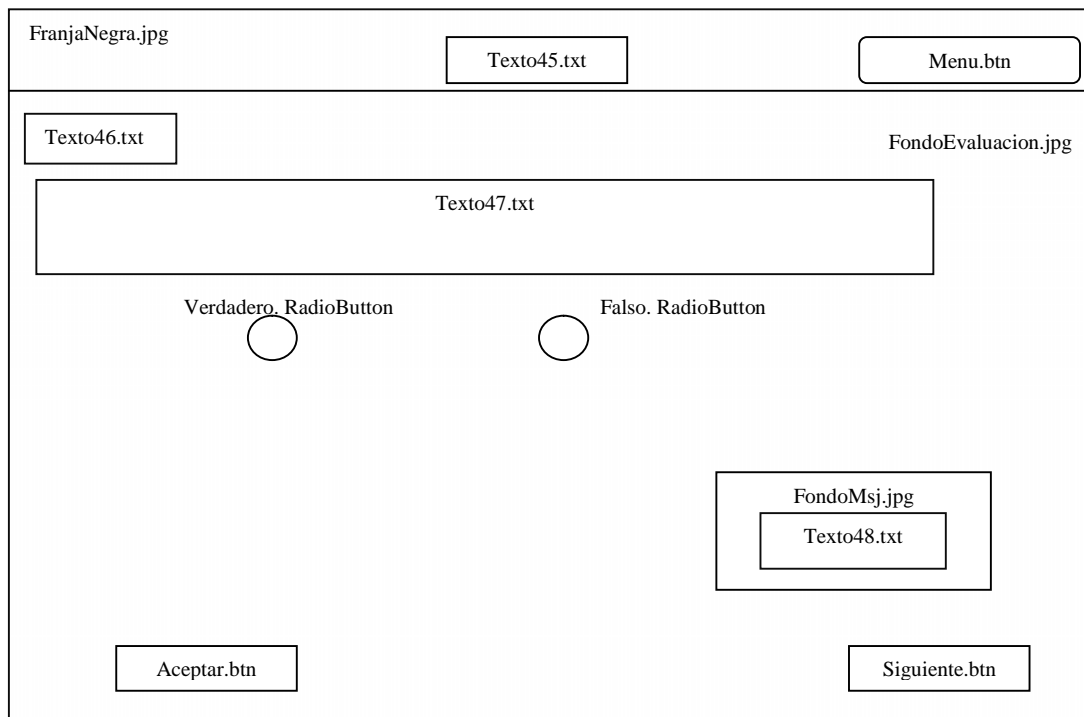 FranjaNegra.jpg
Texto45.txt
Menu.btn
Texto46.txt
FondoEvaluacion.jpg
Texto47.txt
Verdadero. RadioButton
Falso. RadioButton
FondoMsj.jpg
Texto48.txt
Aceptar.btn
Siguiente.btn